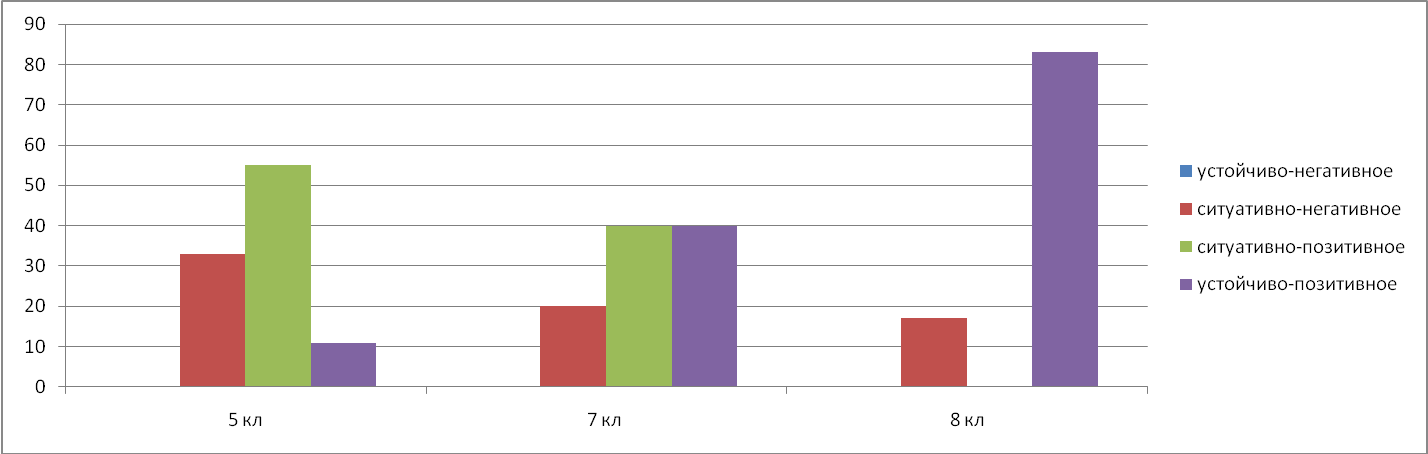 90
80
70
60
50
40
30
20
10
0
5 кл
7 кл
8 кл
устойчиво-негативное
ситуативно-негативное
ситуативно-позитивное
устойчиво-позитивное